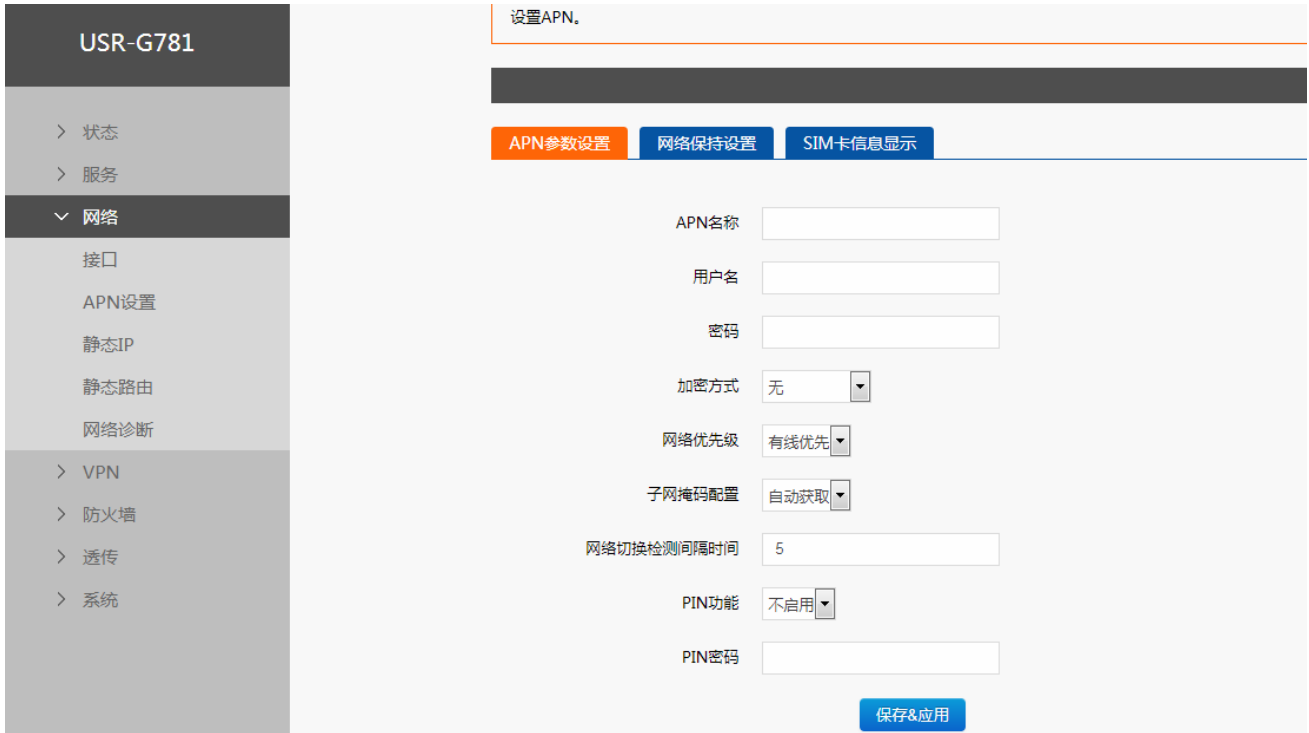 USR-G781
状态
服务
网络
接口
APN设置
静态IP
静态路由
网络诊断
VPN
防火墙
透传
系统
设置APN。
APN参数设置 网络保持设置 SIM卡信息显示
APN名称
用户名
密码
加密方式 无
网络优先级 有线优先
子网掩码配置 自动获取
网络切换检测间隔时间 5
PIN功能 不启用
PIN密码
保存&应用